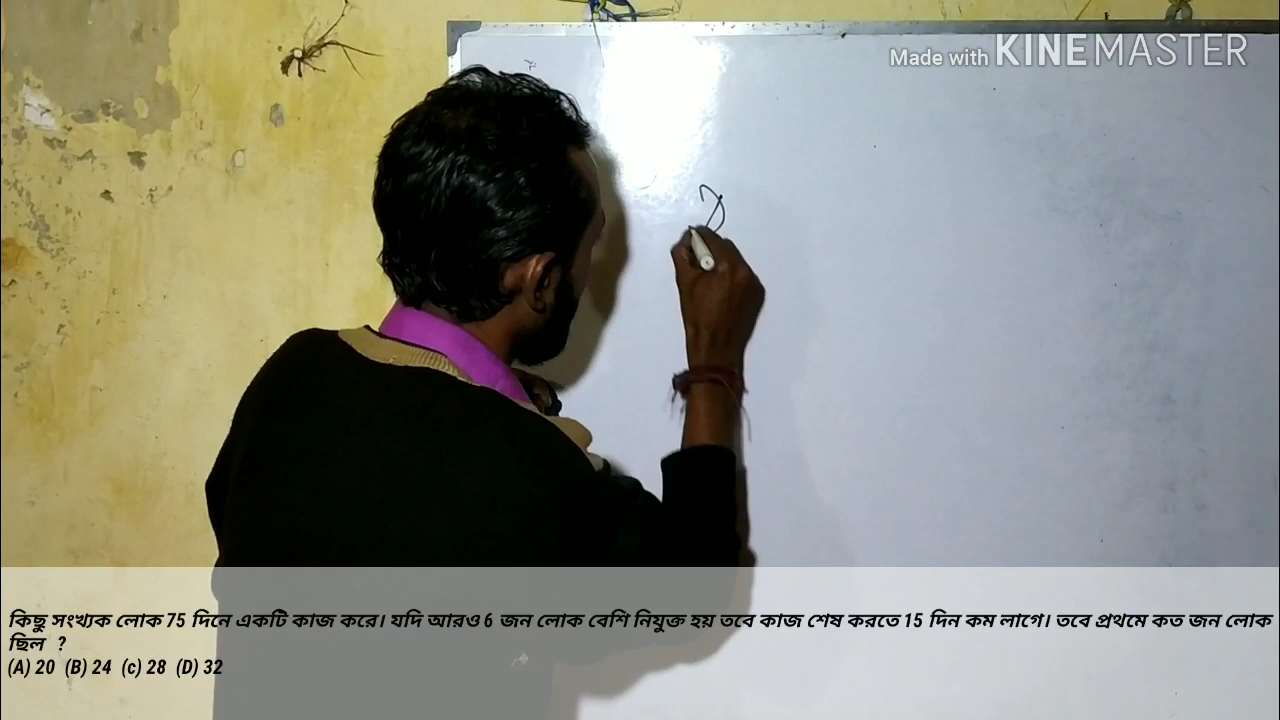 Made with KINEMASTER
কিছু সংখ্যক লোক 75 দিনে একটি কাজ করে। যদি আরও 6 জন লোক বেশি নিযুক্ত হয় তবে কাজ শেষ করতে 15 দিন কম লাগে। তবে প্রথমে কত জন লোক
ছিল ?
(A) 20 (B) 24 (c) 28 (D) 32